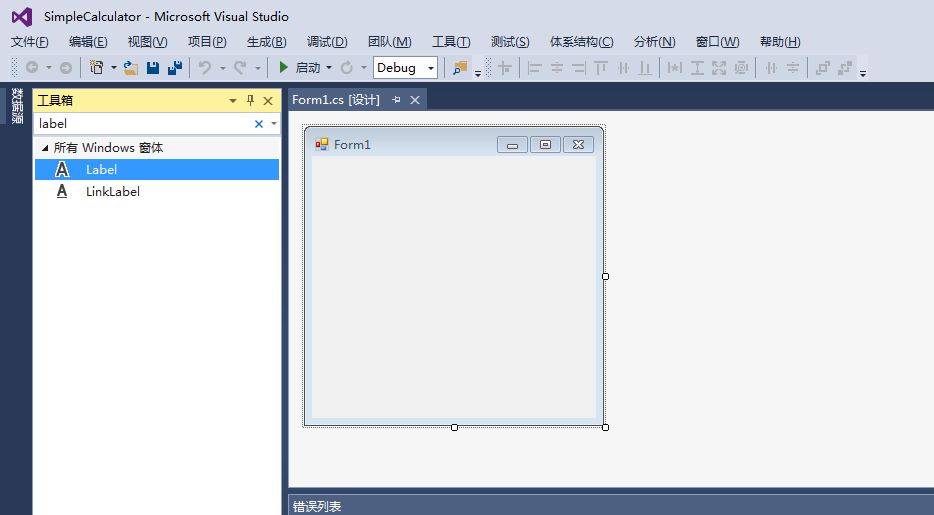 SimpleCalculator - Microsoft Visual Studio
文件(F) 编辑(E) 视图(V) 项目(P) 生成(B) 调试(D) 团队(M) 工具(T) 测试(S) 体系结构(C) 分析(N) 窗口(W) 帮助(H)
启动 Debug
数据源
工具箱
Form1.cs [设计]
label
所有 Windows 窗体
Label
LinkLabel
Form1
错误列表